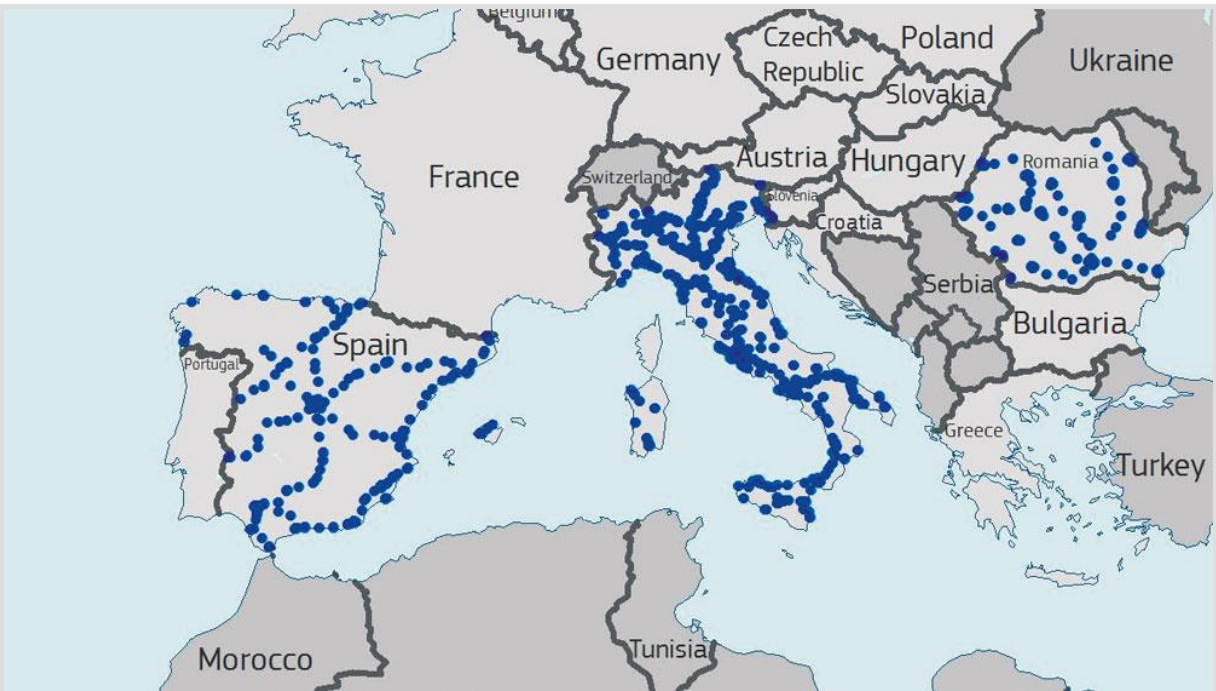 Belgium
Germany
Czech
Republic
Poland
Ukraine
Slovakia
France
Switzerland
Austria
Hungary
Romania
Slovenia
Croatia
Serbia
Bulgaria
Spain
Portugal
Greece
Turkey
Morocco
Tunisia